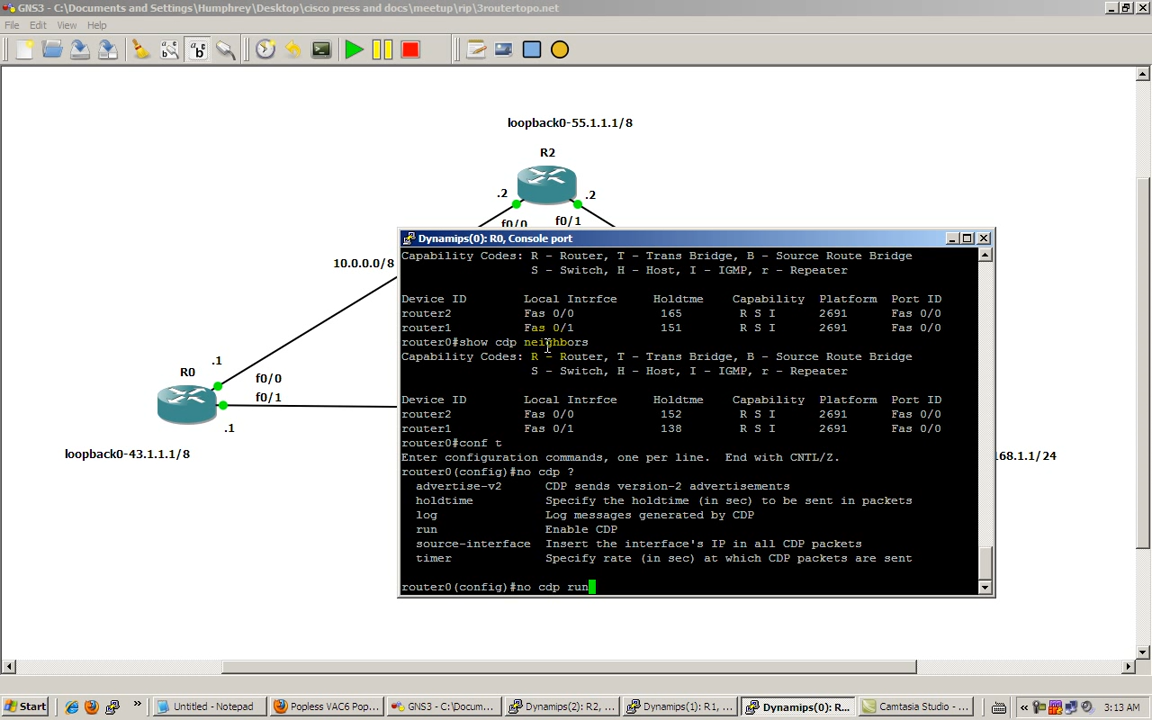 GNS3 - C:\Documents and Settings\Humphrey\Desktop\cisco press and docs\meetup\rip\3routertopo.net
File Edit View Help
loopback0-55.1.1.1/8
R2
.2
.2
f0/0
f0/1
10.0.0.0/8
R0
.1
f0/0
f0/1
.1
loopback0-43.1.1.1/8
168.1.1/24
Dynamips(0): R0, Console port
Capability Codes: R - Router, T - Trans Bridge, B - Source Route Bridge
S - Switch, H - Host, I - IGMP, r - Repeater
Device ID Local Intrfce Holdtme Capability Platform Port ID
router2 Fas 0/0 165 R S I 2691 Fas 0/0
router1 Fas 0/1 151 R S I 2691 Fas 0/0
router0#show cdp neighbors
Capability Codes: R - Router, T - Trans Bridge, B - Source Route Bridge
S - Switch, H - Host, I - IGMP, r - Repeater
Device ID Local Intrfce Holdtme Capability Platform Port ID
router2 Fas 0/0 152 R S I 2691 Fas 0/0
router1 Fas 0/1 138 R S I 2691 Fas 0/0
router0#conf t
Enter configuration commands, one per line. End with CNTL/Z.
router0(config)#no cdp ?
advertise-v2 CDP sends version-2 advertisements
holdtime Specify the holdtime (in sec) to be sent in packets
log Log messages generated by CDP
run Enable CDP
source-interface Insert the interface's IP in all CDP packets
timer Specify rate (in sec) at which CDP packets are sent
router0(config)#no cdp run
Start
Untitled - Notepad
Popless VAC6 Pop...
GNS3 - C:\Docum...
Dynamips(2): R2, ...
Dynamips(1): R1, ...
Dynamips(0): R...
Camtasia Studio - ...
3:13 AM